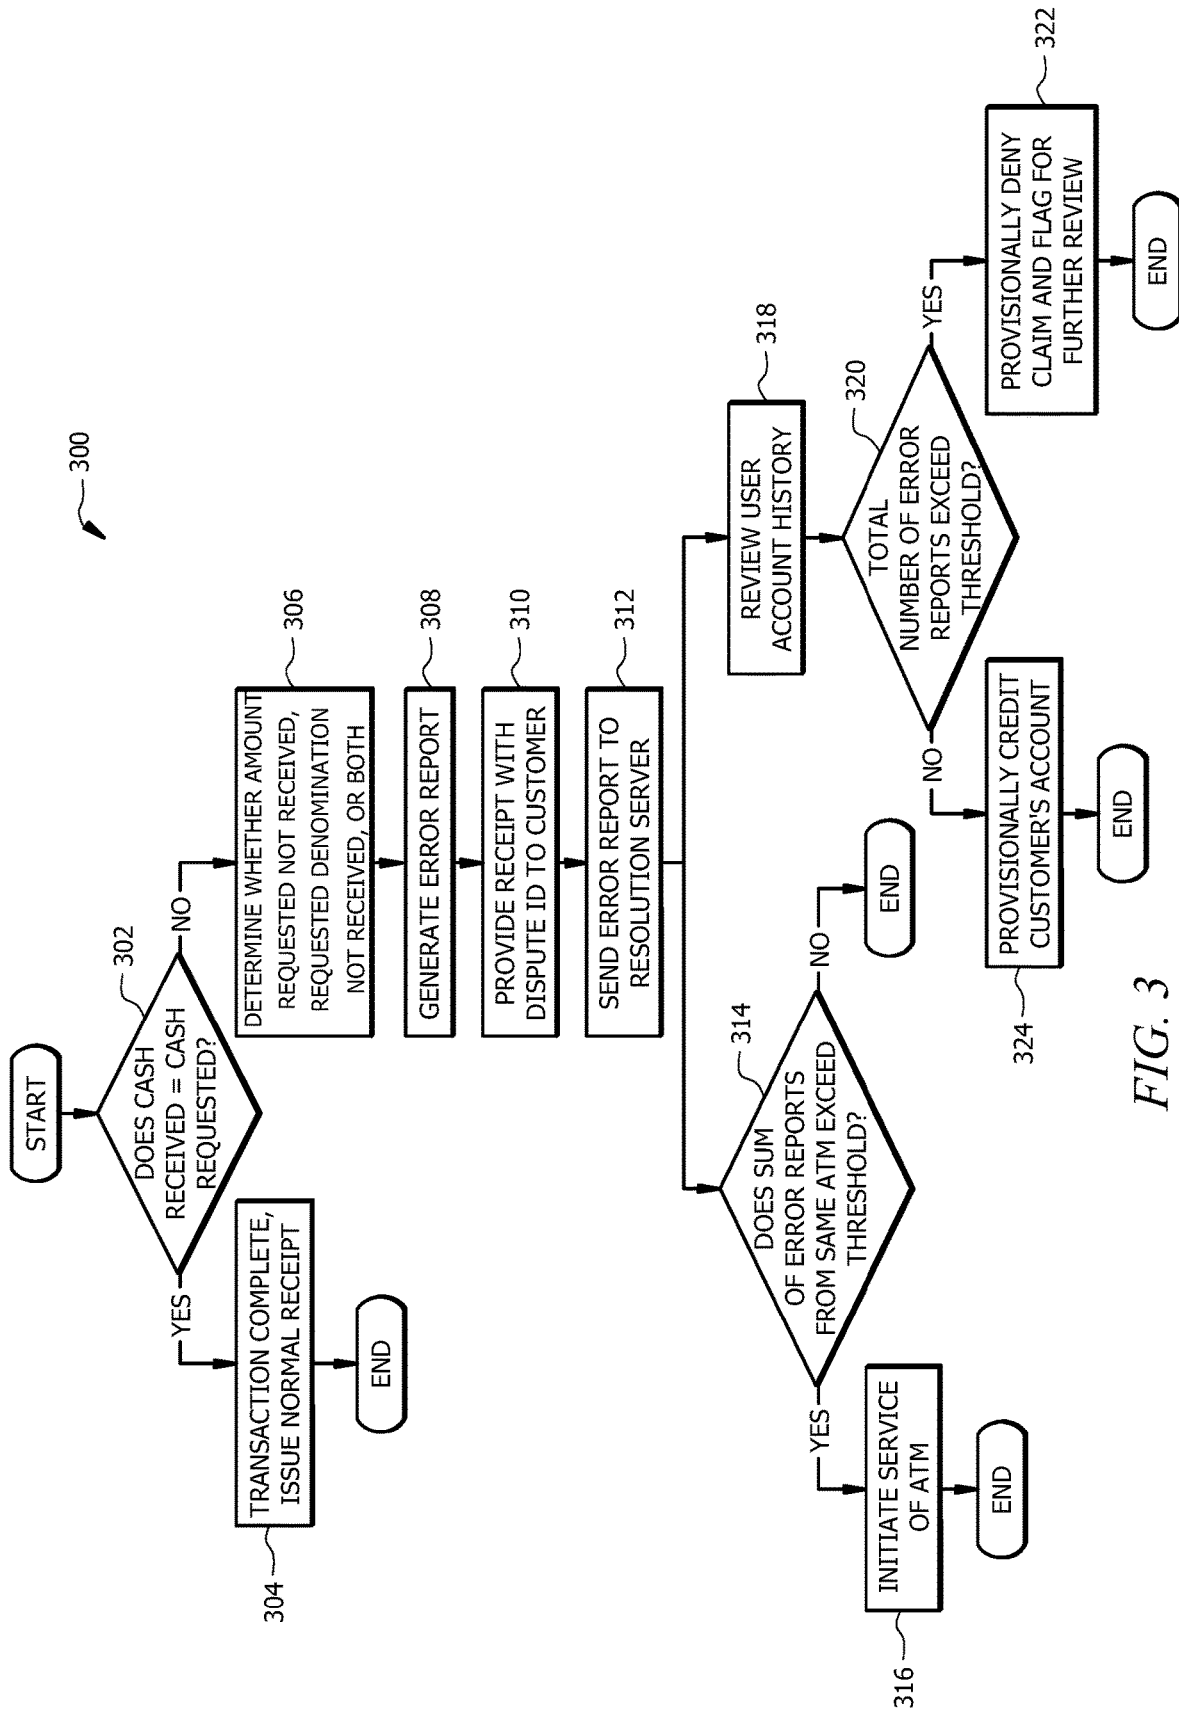 300
START
302
DOES CASH
RECEIVED = CASH
REQUESTED?
YES
NO
304
TRANSACTION COMPLETE,
ISSUE NORMAL RECEIPT
END
306
DETERMINE WHETHER AMOUNT
REQUESTED NOT RECEIVED,
REQUESTED DENOMINATION
NOT RECEIVED, OR BOTH
308
GENERATE ERROR REPORT
310
PROVIDE RECEIPT WITH
DISPUTE ID TO CUSTOMER
312
SEND ERROR REPORT TO
RESOLUTION SERVER
314
DOES SUM
OF ERROR REPORTS
FROM SAME ATM EXCEED
THRESHOLD?
YES
NO
316
INITIATE SERVICE
OF ATM
END
END
318
REVIEW USER
ACCOUNT HISTORY
320
TOTAL
NUMBER OF ERROR
REPORTS EXCEED
THRESHOLD?
NO
YES
324
PROVISIONALLY CREDIT
CUSTOMER'S ACCOUNT
END
322
PROVISIONALLY DENY
CLAIM AND FLAG FOR
FURTHER REVIEW
END
FIG. 3